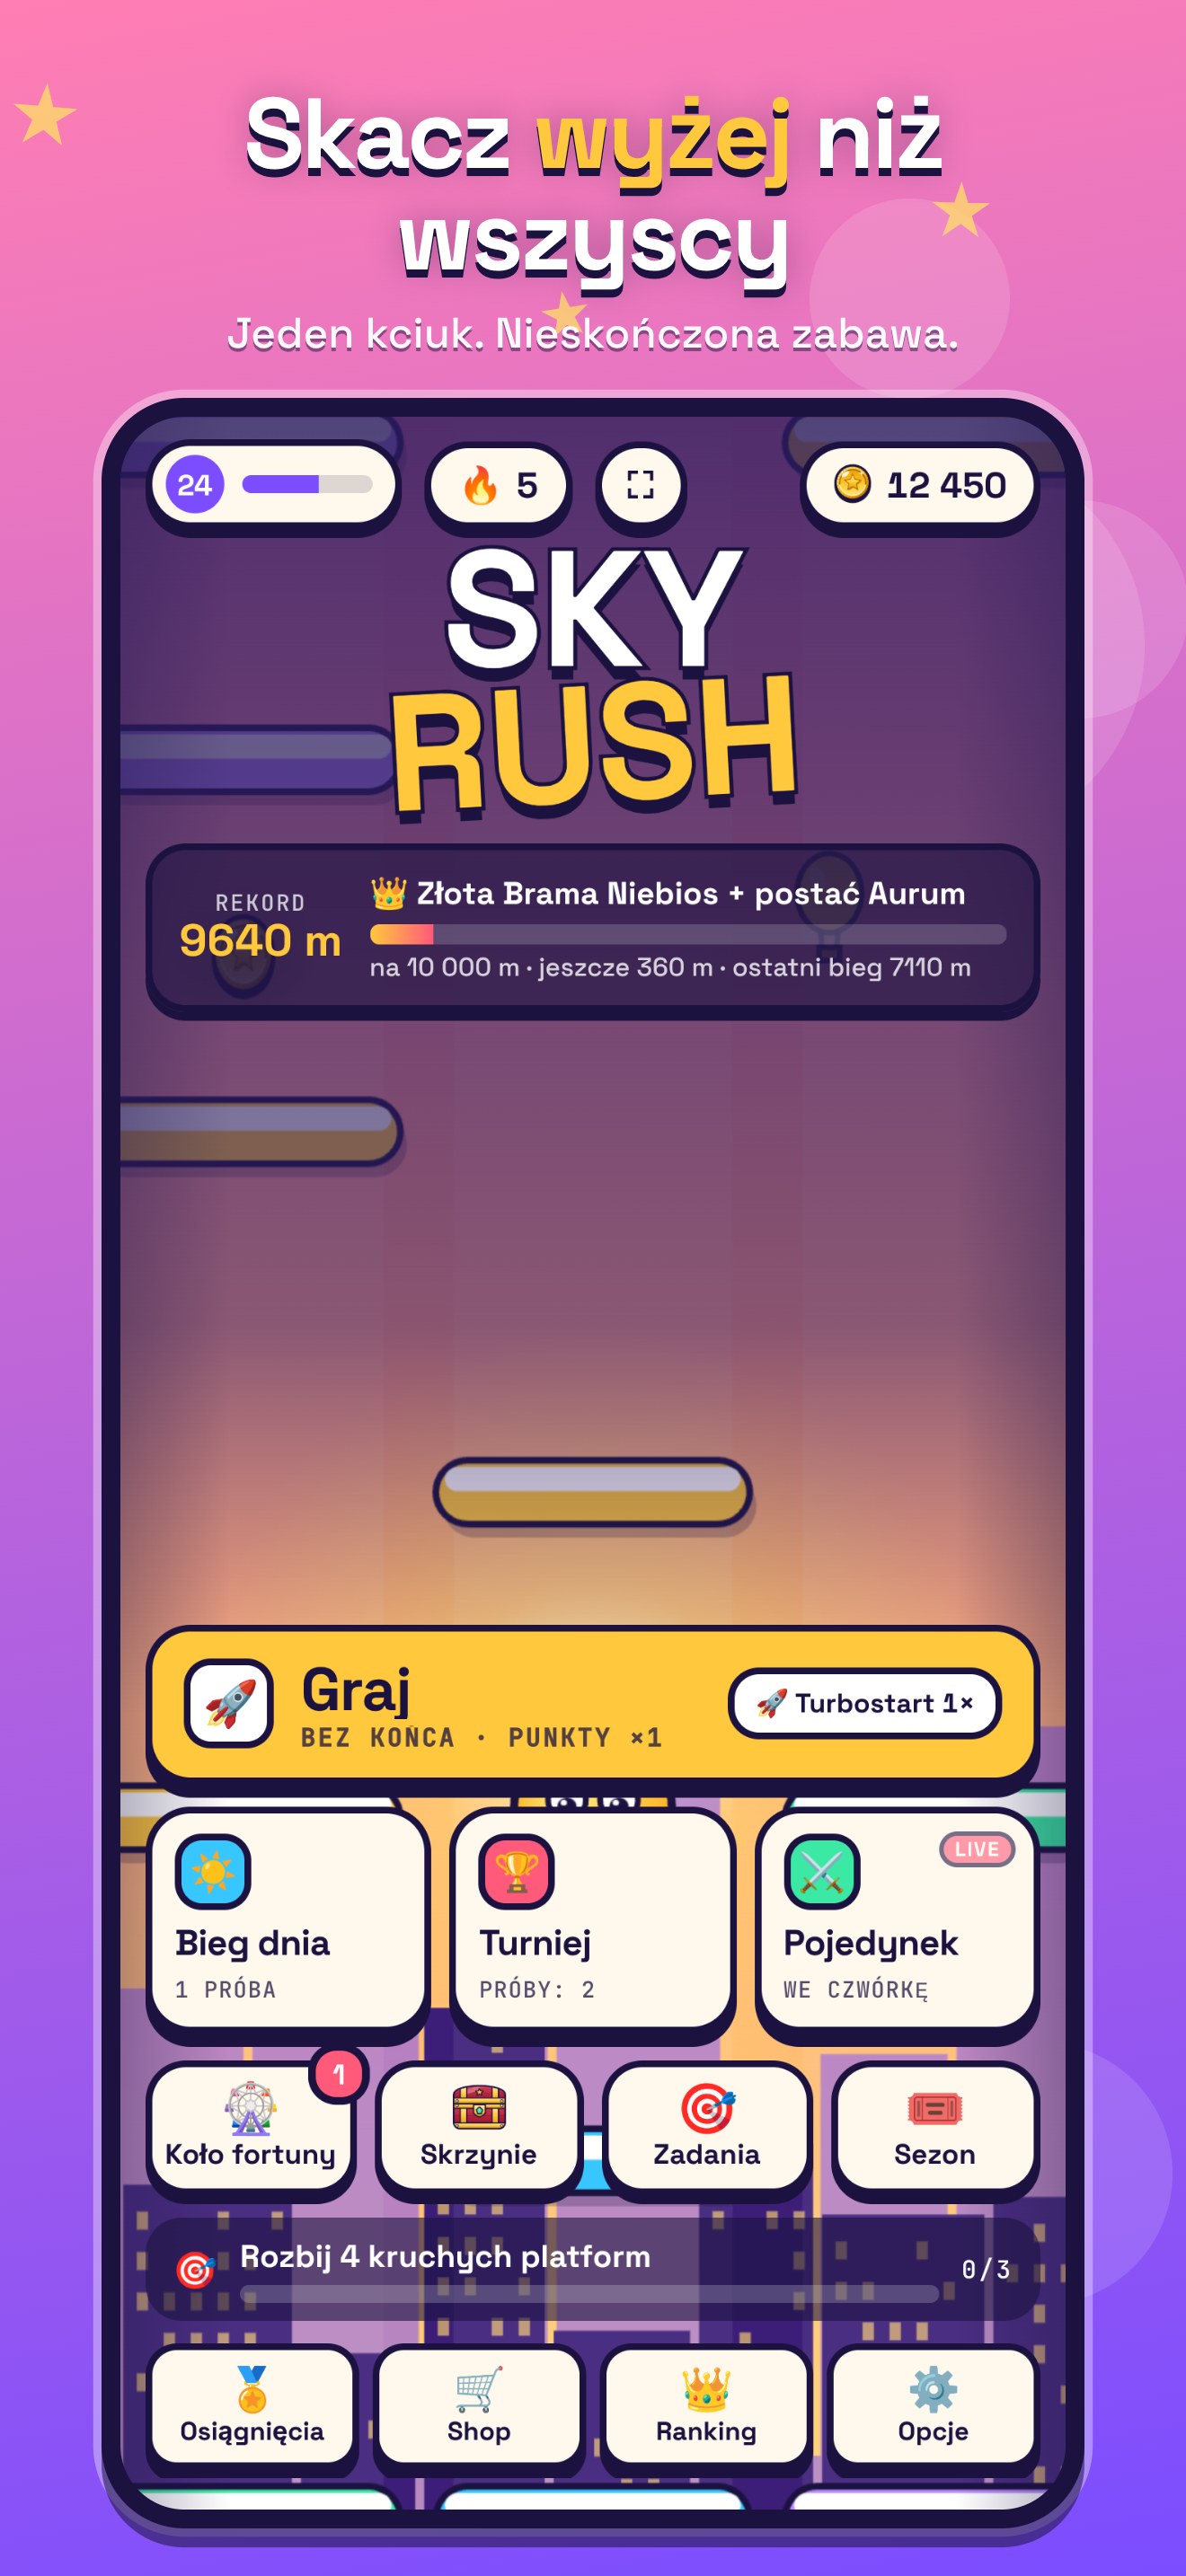 Skacz wyżej niż
wszyscy
Jeden kciuk. Nieskończona zabawa.
24
5
12 450
SKY
RUSH
REKORD
9640 m
Złota Brama Niebios + postać Aurum
na 10 000 m · jeszcze 360 m · ostatni bieg 7110 m
Graj
BEZ KOŃCA · PUNKTY ×1
Turbostart 1×
LIVE
Bieg dnia
1 PRÓBA
Turniej
PRÓBY: 2
Pojedynek
WE CZWÓRKĘ
1
Koło fortuny
Skrzynie
Zadania
Sezon
Rozbij 4 kruchych platform
0/3
Osiągnięcia
Shop
Ranking
Opcje